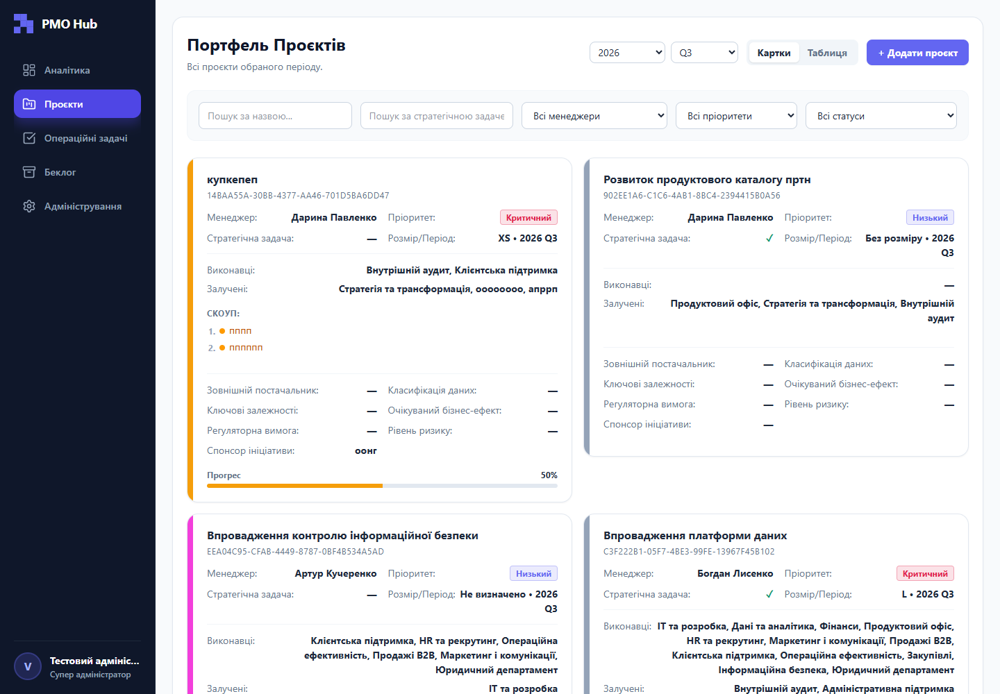 PMO Hub
Аналітика
Проєкти
Операційні задачі
Беклог
Адміністрування
V
Тестовий адмініс...
Супер адміністратор
Портфель Проєктів
Всі проєкти обраного періоду.
2026
Q3
Картки
Таблиця
+ Додати проєкт
Пошук за назвою...
Пошук за стратегічною задаче
Всі менеджери
Всі пріоритети
Всі статуси
купкепеп
14BAA55A-30BB-4377-AA46-701D5BA6DD47
Менеджер: Дарина Павленко Пріоритет: Критичний
Стратегічна задача: — Розмір/Період: XS • 2026 Q3
Виконавці: Внутрішній аудит, Клієнтська підтримка
Залучені: Стратегія та трансформація, оооооооо, апррп
СКОУП:
1. пппп
2. пппппп
Зовнішній постачальник: — Класифікація даних: —
Ключові залежності: — Очікуваний бізнес-ефект: —
Регуляторна вимога: — Рівень ризику: —
Спонсор ініціативи: оонг
Прогрес 50%
Розвиток продуктового каталогу пртн
902EE1A6-C1C6-4AB1-8BC4-2394415B0A56
Менеджер: Дарина Павленко Пріоритет: Низький
Стратегічна задача: ✓ Розмір/Період: Без розміру • 2026
Q3
Виконавці: —
Залучені: Продуктовий офіс, Стратегія та трансформація, Внутрішній
аудит
Зовнішній постачальник: — Класифікація даних: —
Ключові залежності: — Очікуваний бізнес-ефект: —
Регуляторна вимога: — Рівень ризику: —
Спонсор ініціативи: —
Впровадження контролю інформаційної безпеки
EEA04C95-CFAB-4449-8787-0BF4B534A5AD
Менеджер: Артур Кучеренко Пріоритет: Низький
Стратегічна задача: — Розмір/Період: Не визначено • 2026
Q3
Виконавці: Клієнтська підтримка, HR та рекрутинг, Операційна
ефективність, Продажі B2B, Маркетинг і комунікації,
Юридичний департамент
Залучені: IT та розробка
Впровадження платформи даних
C3F222B1-05F7-4BE3-99FE-13967F45B102
Менеджер: Богдан Лисенко Пріоритет: Критичний
Стратегічна задача: ✓ Розмір/Період: L • 2026 Q3
Виконавці: IT та розробка, Дані та аналітика, Фінанси, Продуктовий офіс,
HR та рекрутинг, Маркетинг і комунікації, Продажі B2B,
Клієнтська підтримка, Операційна ефективність, Закупівлі,
Інформаційна безпека, Юридичний департамент
Залучені: Внутрішній аудит, Адміністративна підтримка